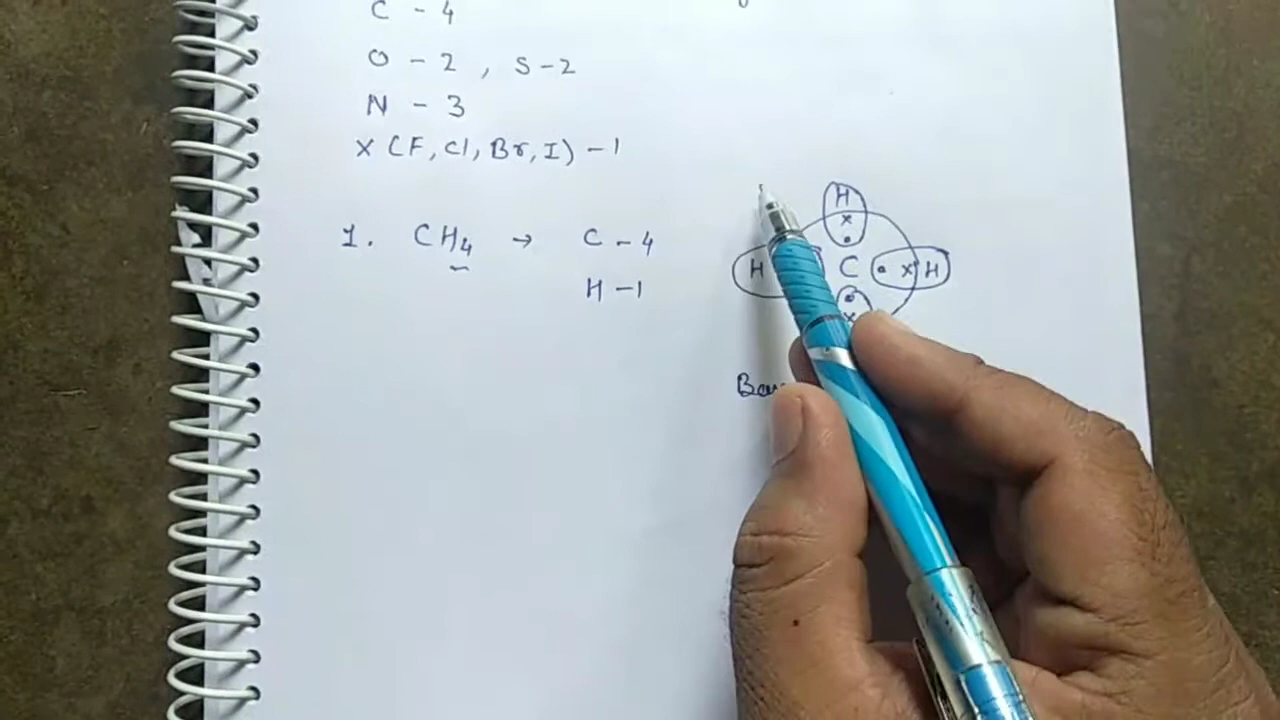 C - 4
O - 2 , S - 2
N - 3
X (F, Cl, Br, I) - 1
1. CH4 → C - 4
H - 1
H
x
H C x H
x